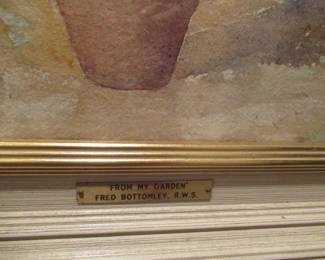 "FROM MY GARDEN"
FRED BOTTOMLEY, R.W.S.